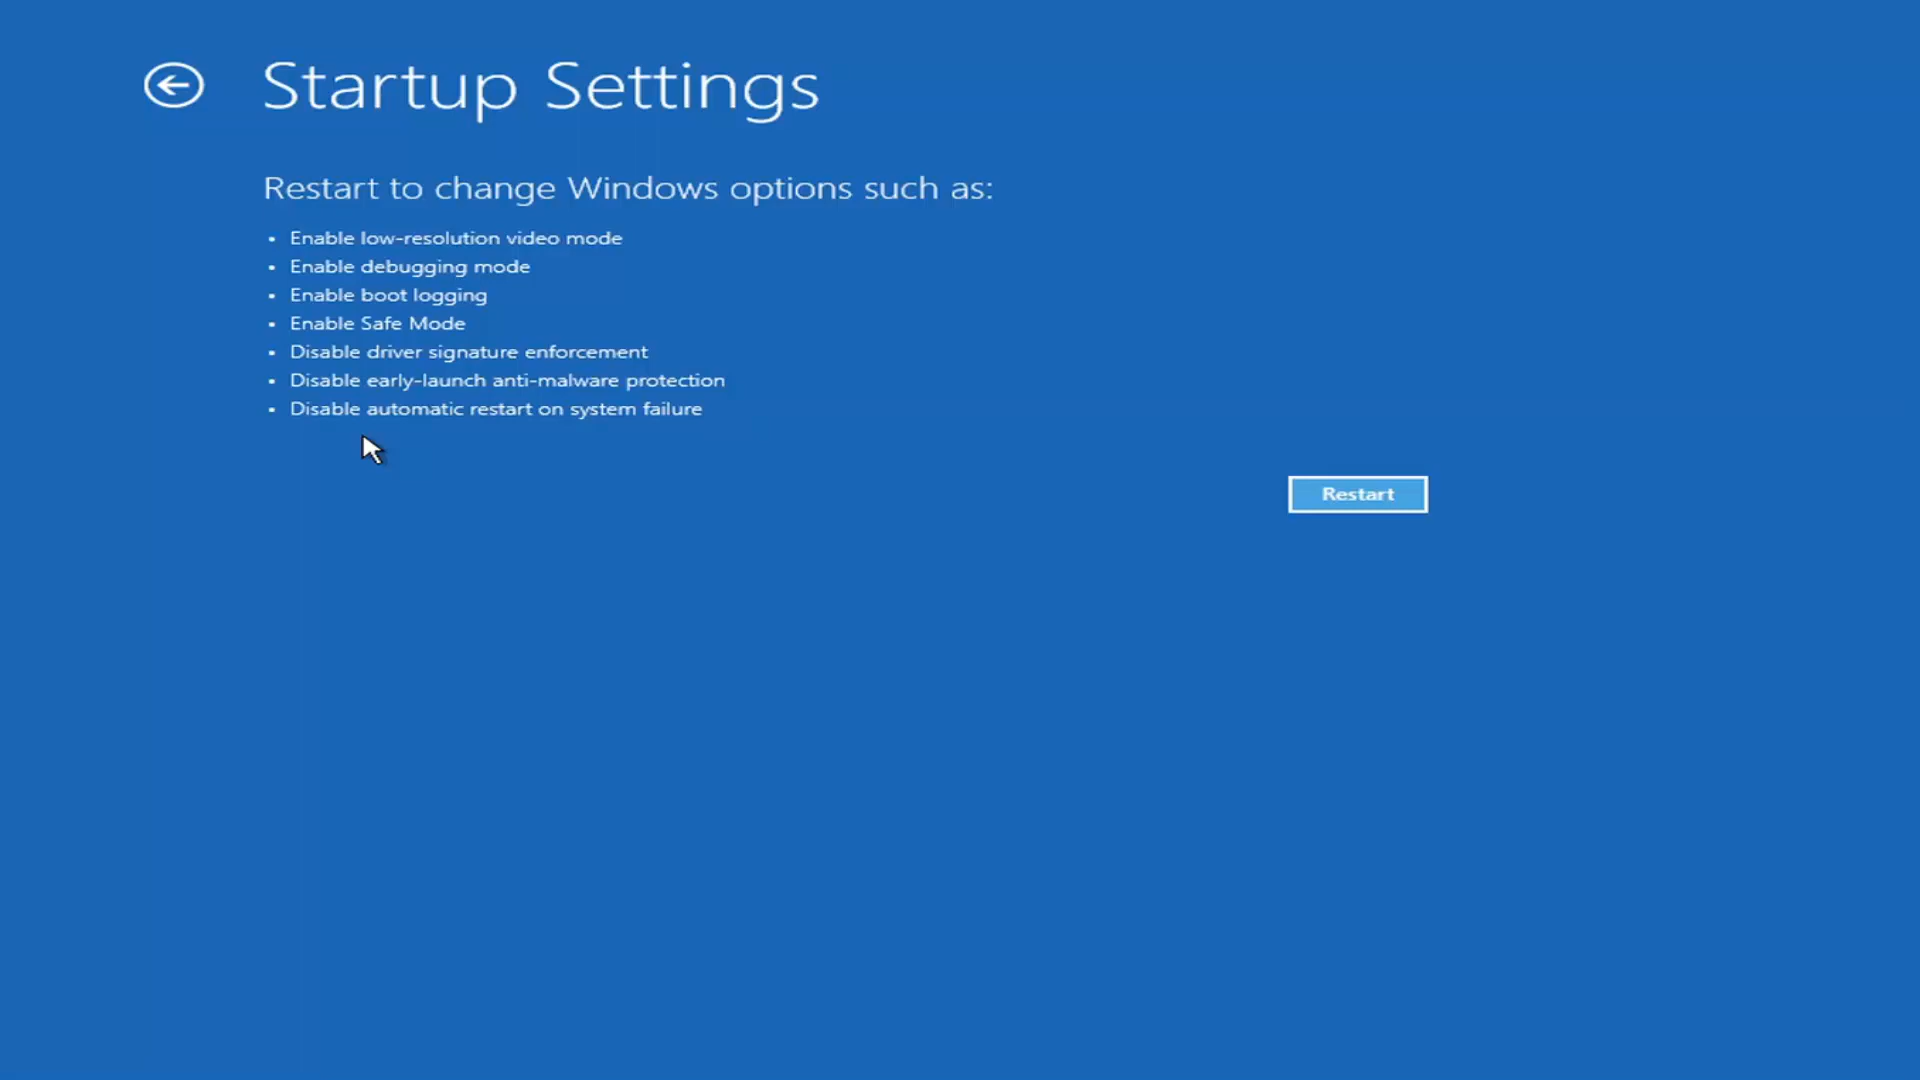 Startup Settings
Restart to change Windows options such as:
• Enable low-resolution video mode
• Enable debugging mode
• Enable boot logging
• Enable Safe Mode
• Disable driver signature enforcement
• Disable early-launch anti-malware protection
• Disable automatic restart on system failure
Restart